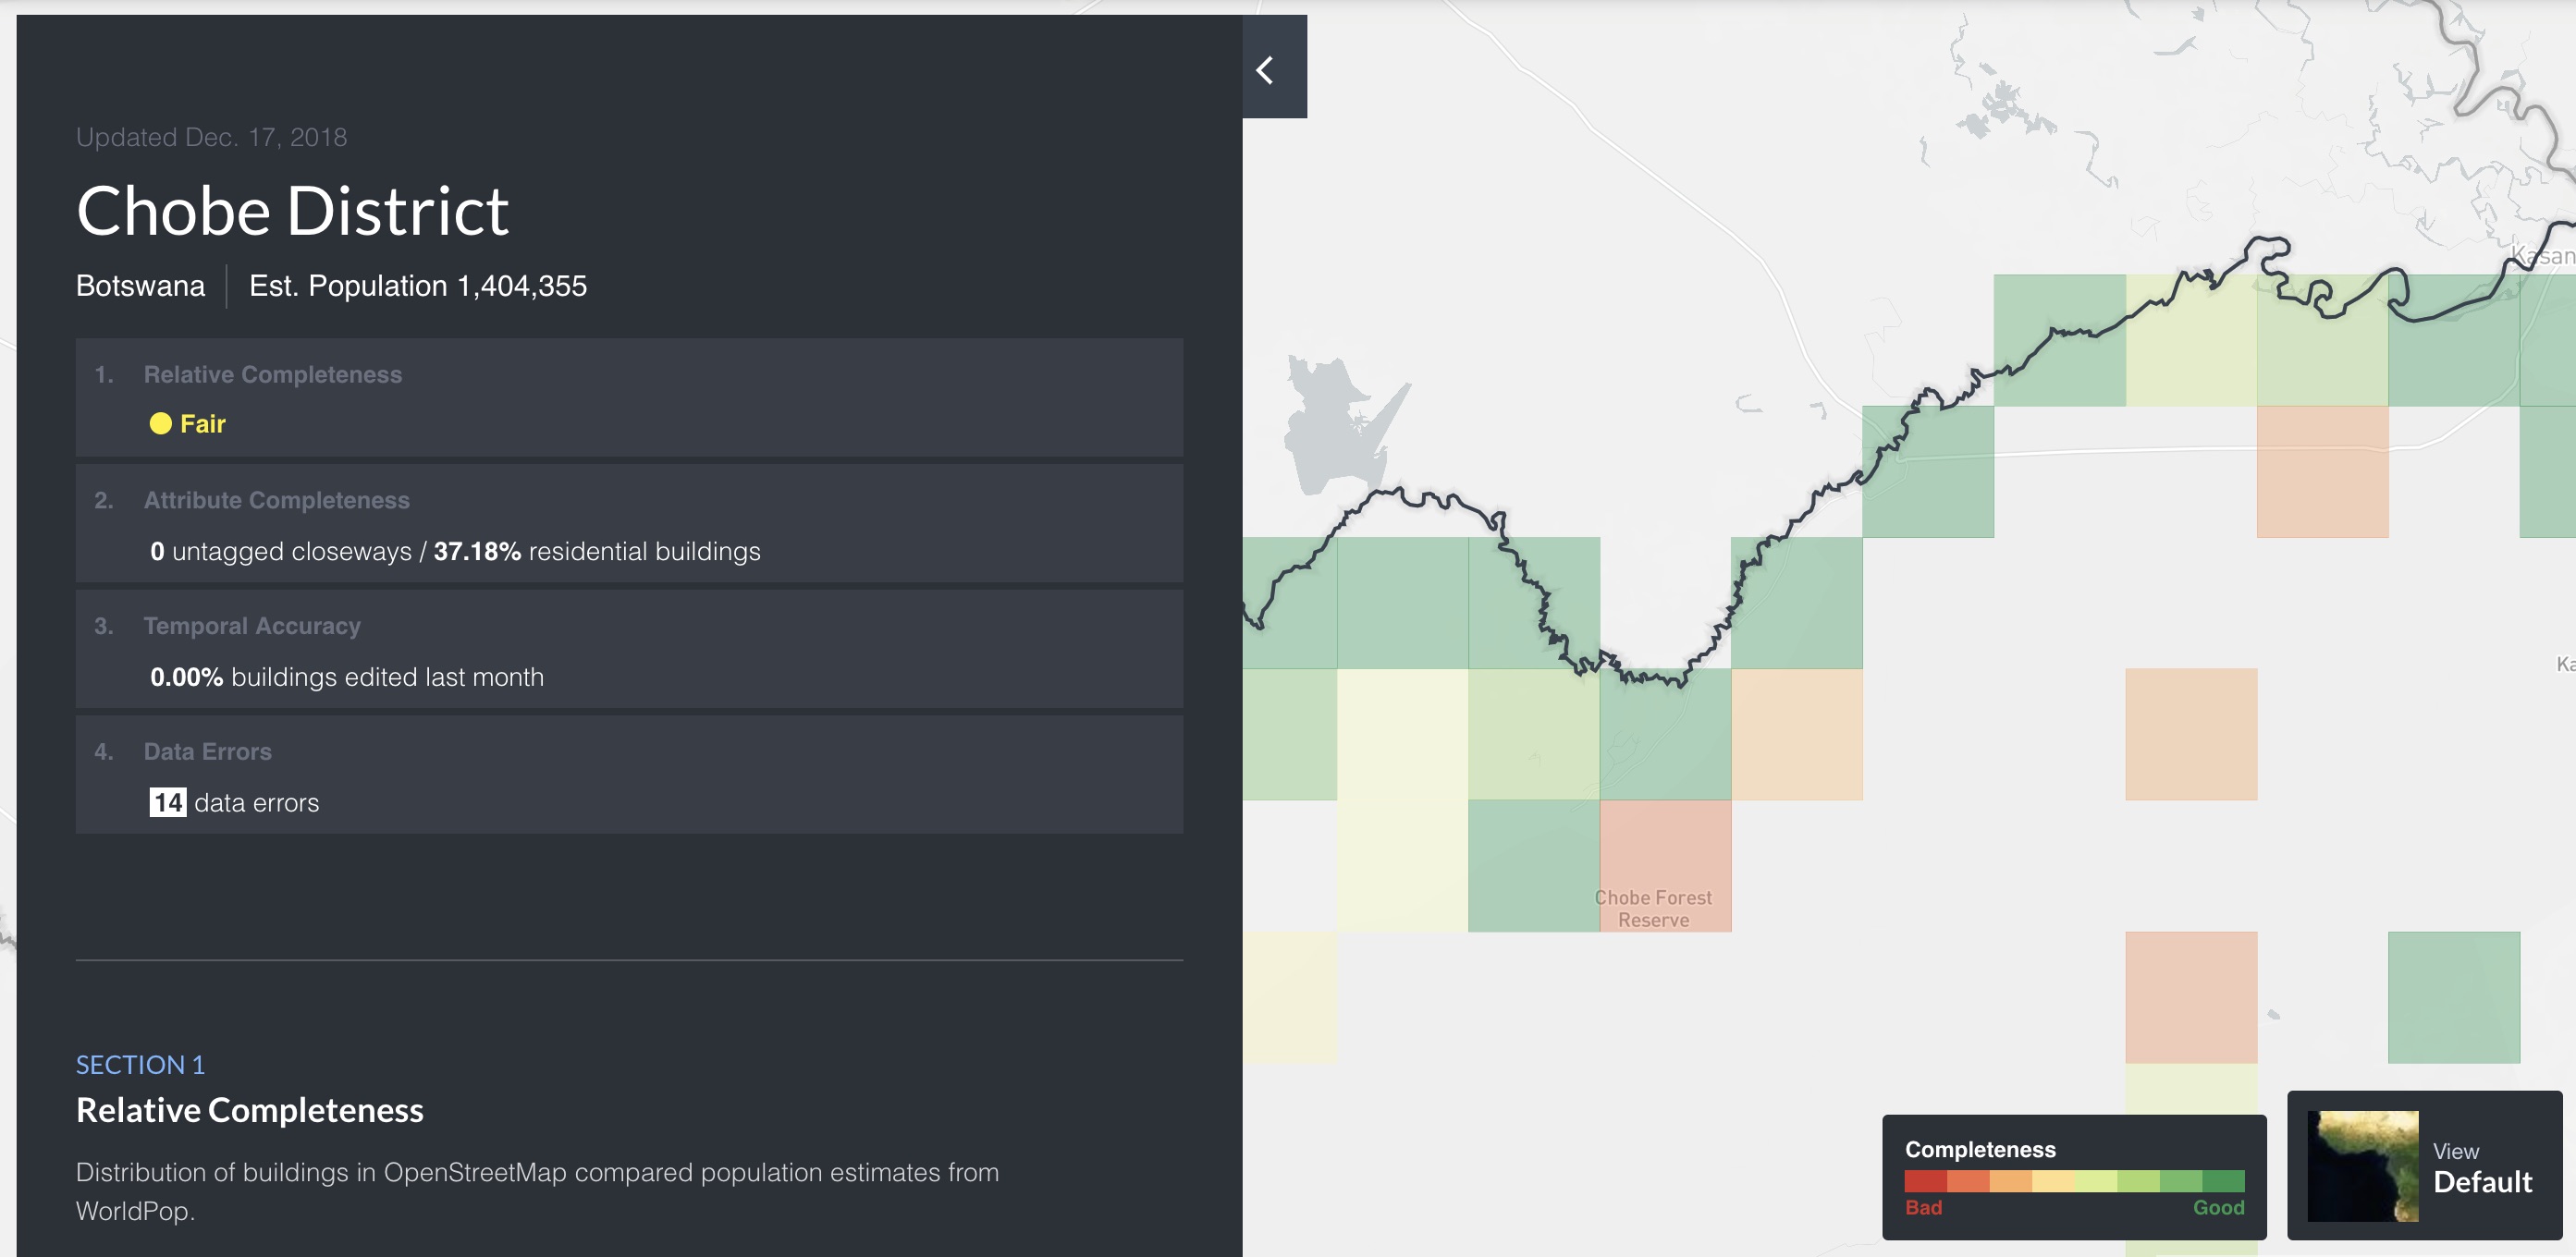 Updated Dec. 17, 2018
Chobe District
Botswana | Est. Population 1,404,355
1. Relative Completeness
Fair
2. Attribute Completeness
0 untagged closeways / 37.18% residential buildings
3. Temporal Accuracy
0.00% buildings edited last month
4. Data Errors
14 data errors
SECTION 1
Relative Completeness
Distribution of buildings in OpenStreetMap compared population estimates from
WorldPop.
Kasan
Ka
Chobe Forest
Reserve
Completeness
Bad Good
View
Default